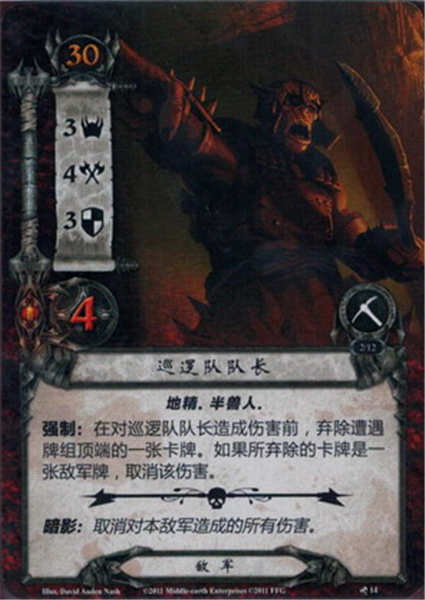 30
3
4
3
4
2/12
巡逻队队长
地精. 半兽人.
强制：在对巡逻队队长造成伤害前，弃除遭遇
牌组顶端的一张卡牌。如果所弃除的卡牌是一
张敌军牌，取消该伤害。
暗影：取消对本敌军造成的所有伤害。
敌军
Illus. David Auden Nash
©2011 Middle-earth Enterprises ©2011 FFG
14